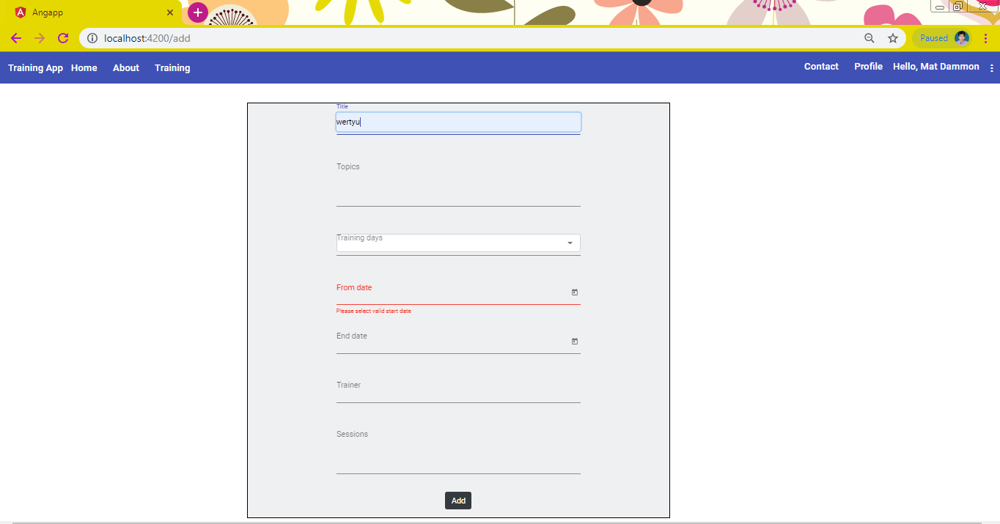 Angapp
localhost:4200/add
Paused
Training App Home About Training Contact Profile Hello, Mat Dammon
Title
wertyu
Topics
Training days
From date
Please select valid start date
End date
Trainer
Sessions
Add